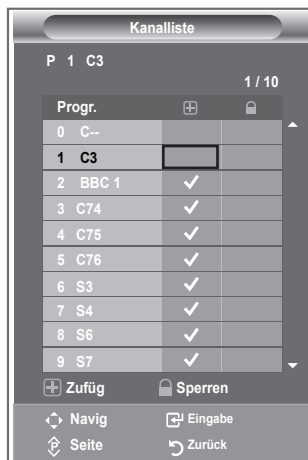 Kanalliste
P 1 C3
1 / 10
Progr.
0 C--
1 C3
2 BBC 1
3 C74
4 C75
5 C76
6 S3
7 S4
8 S6
9 S7
Zufüg Sperren
Navig Eingabe
P Seite Zurück